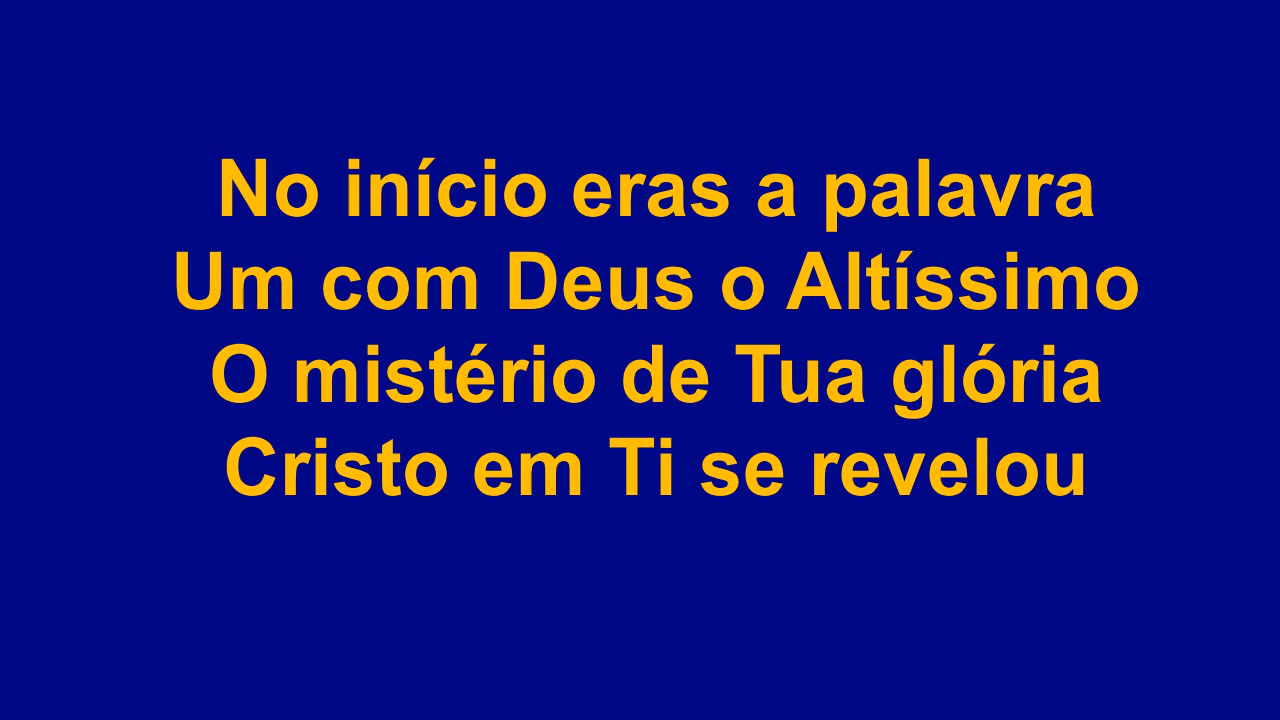 No início eras a palavra
Um com Deus o Altíssimo
O mistério de Tua glória
Cristo em Ti se revelou